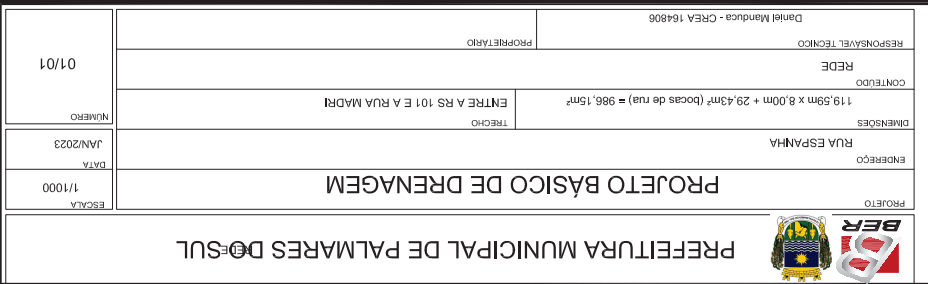 BER
PREFEITURA MUNICIPAL DE PALMARES DO SUL
REDE
PROJETO
PROJETO BÁSICO DE DRENAGEM
ESCALA
1/1000
ENDEREÇO
RUA ESPANHA
DATA
JAN/2023
DIMENSÕES
119,59m x 8,00m + 29,43m² (bocas de rua) = 986,15m²
TRECHO
ENTRE A RS 101 E A RUA MADRI
NÚMERO
01/01
CONTEÚDO
REDE
RESPONSÁVEL TÉCNICO
Daniel Manduca - CREA 164806
PROPRIETÁRIO